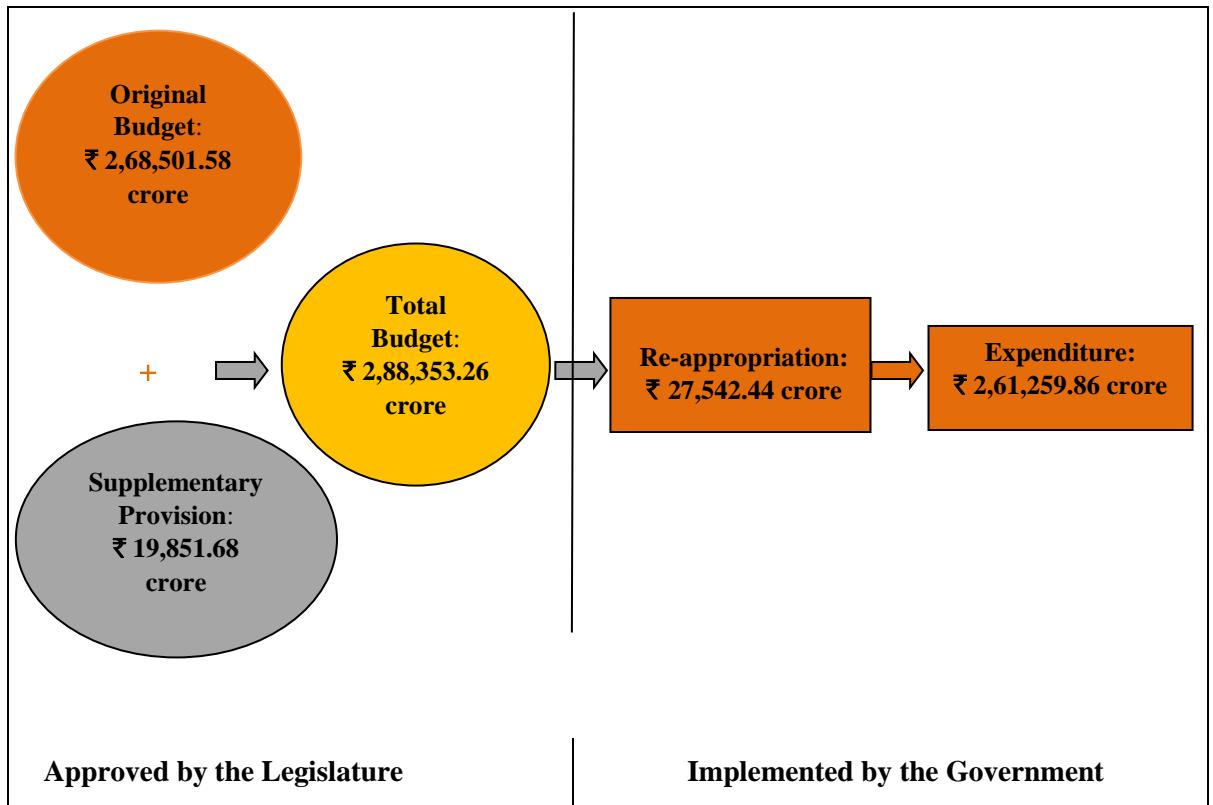 Original
Budget:
₹ 2,68,501.58
crore
+
Supplementary
Provision:
₹ 19,851.68
crore
Total
Budget:
₹ 2,88,353.26
crore
Re-appropriation:
₹ 27,542.44 crore
Expenditure:
₹ 2,61,259.86 crore
Approved by the Legislature
Implemented by the Government